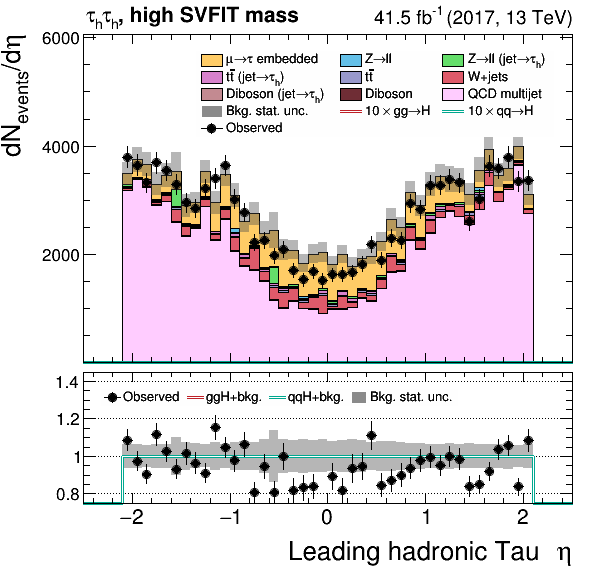 τhτh, high SVFIT mass 41.5 fb⁻¹ (2017, 13 TeV)
dNevents/dη
6000
4000
2000
μ→τ embedded Z→ll Z→ll (jet→τh)
tt̄ (jet→τh) tt̄ W+jets
Diboson (jet→τh) Diboson QCD multijet
Bkg. stat. unc. 10 × gg→H 10 × qq→H
Observed
1.4
1.2
1
0.8
Observed ggH+bkg. qqH+bkg. Bkg. stat. unc.
−2 −1 0 1 2
Leading hadronic Tau η